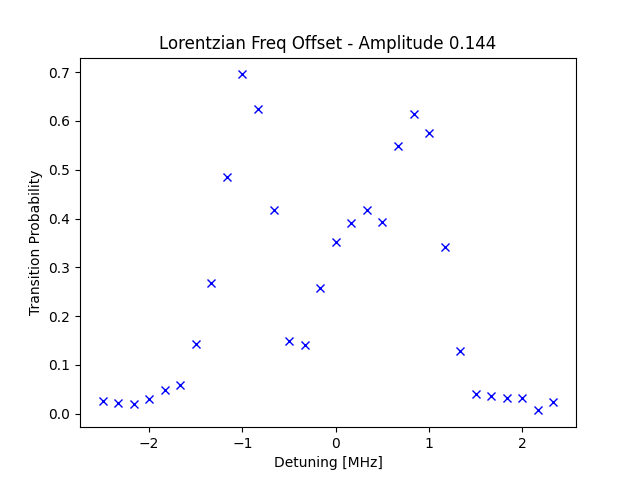 Lorentzian Freq Offset - Amplitude 0.144
Transition Probability
0.7
0.6
0.5
0.4
0.3
0.2
0.1
0.0
−2 −1 0 1 2
Detuning [MHz]